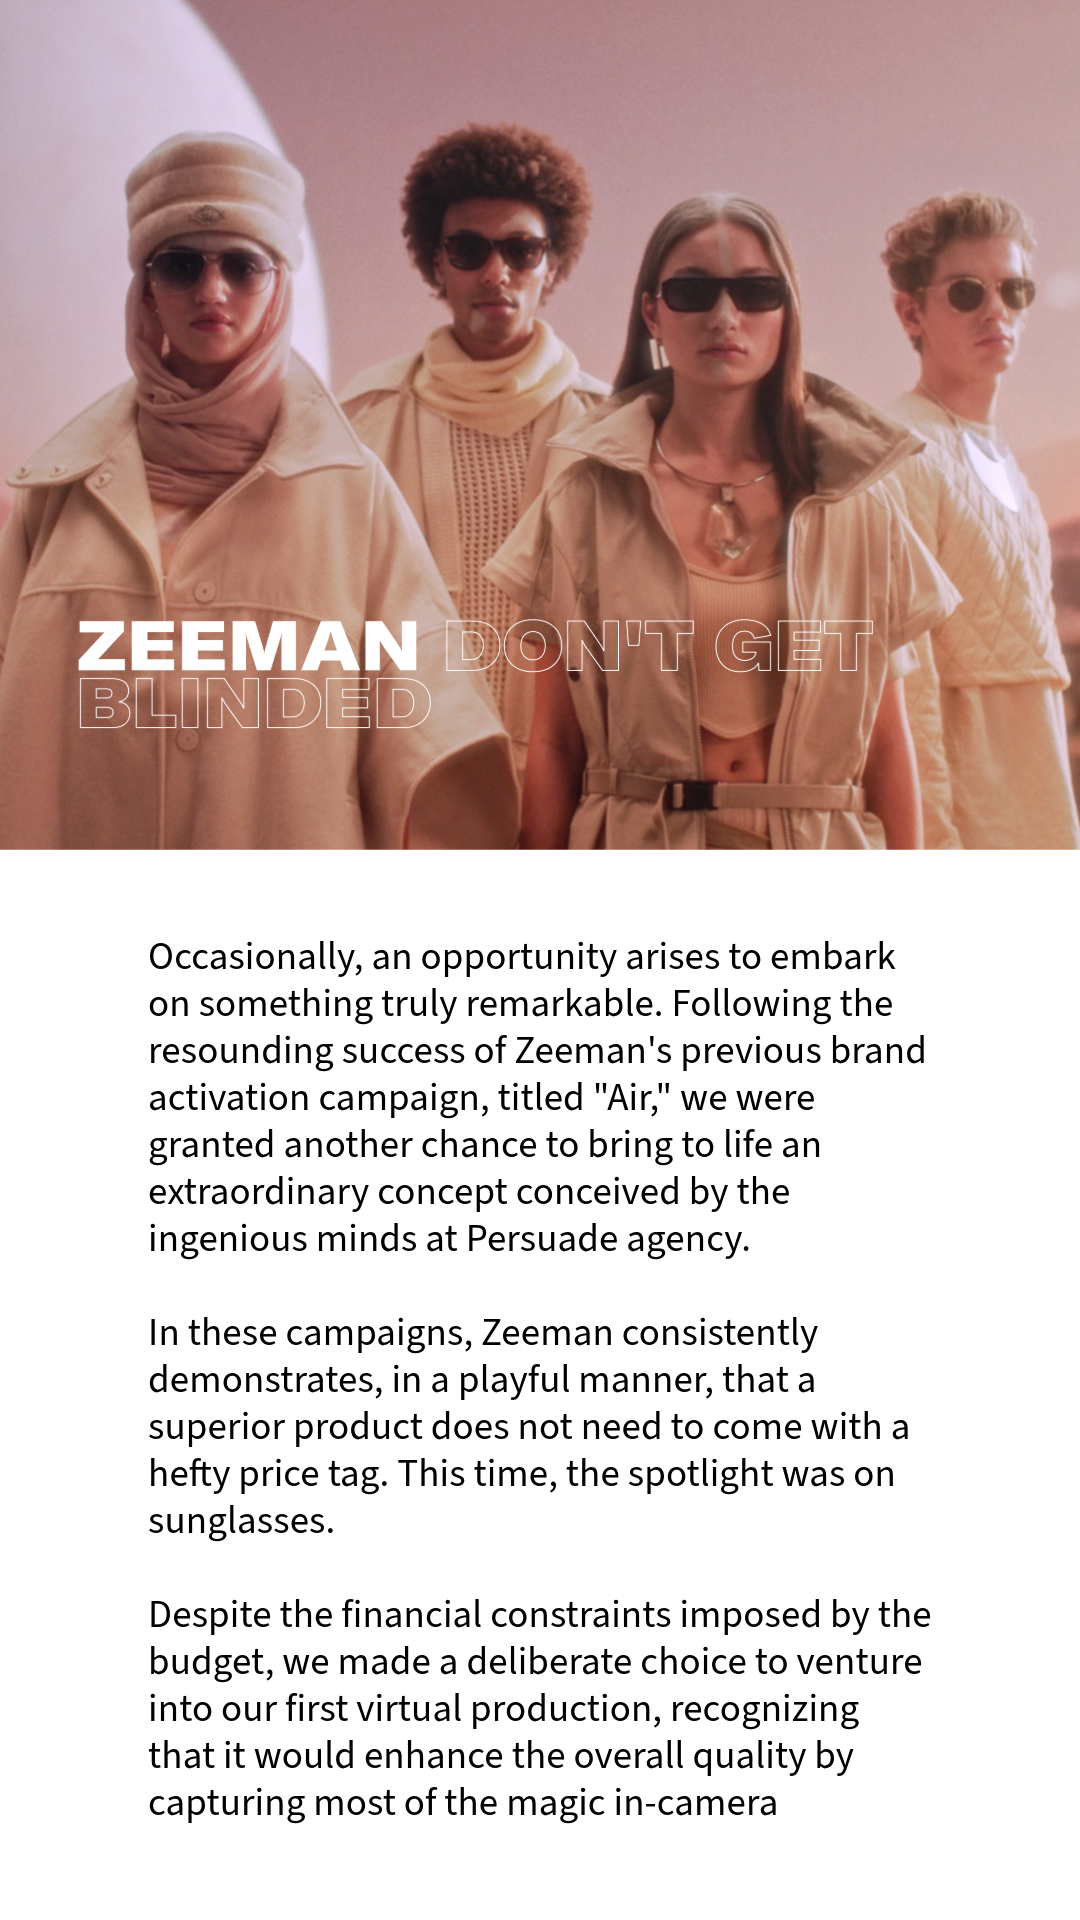 ZEEMAN DON'T GET
BLINDED
Occasionally, an opportunity arises to embark
on something truly remarkable. Following the
resounding success of Zeeman's previous brand
activation campaign, titled "Air," we were
granted another chance to bring to life an
extraordinary concept conceived by the
ingenious minds at Persuade agency.
In these campaigns, Zeeman consistently
demonstrates, in a playful manner, that a
superior product does not need to come with a
hefty price tag. This time, the spotlight was on
sunglasses.
Despite the financial constraints imposed by the
budget, we made a deliberate choice to venture
into our first virtual production, recognizing
that it would enhance the overall quality by
capturing most of the magic in-camera